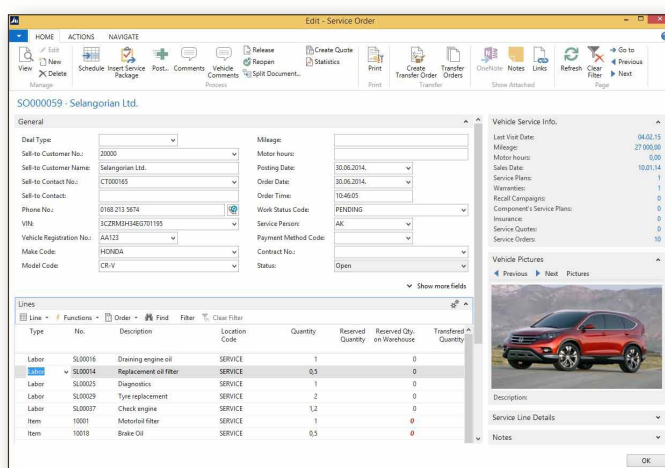 Edit - Service Order
HOME ACTIONS NAVIGATE
View Edit New Delete Manage
Schedule Insert Service Package Post... Comments Vehicle Comments Release Reopen Split Document... Create Quote Statistics Process
Print Print
Create Transfer Order Transfer Orders Transfer
OneNote Notes Links Show Attached
Refresh Clear Filter Go to Previous Next Page
SO000059 · Selangorian Ltd.
General
Deal Type:
Sell-to Customer No.: 20000
Sell-to Customer Name: Selangorian Ltd.
Sell-to Contact No.: CT000165
Sell-to Contact:
Phone No.: 0168 213 5674
VIN: 3CZRM3H34EG701195
Vehicle Registration No.: AA123
Make Code: HONDA
Model Code: CR-V
Mileage:
Motor hours:
Posting Date: 30.06.2014.
Order Date: 30.06.2014.
Order Time: 10:46:05
Work Status Code: PENDING
Service Person: AK
Payment Method Code:
Contract No.:
Status: Open
Show more fields
Lines
Line Functions Order Find Filter Clear Filter
Type No. Description Location Code Quantity Reserved Quantity Reserved Qty. on Warehouse Transfered Quantity
Labor SL00016 Draining engine oil SERVICE 1 0
Labor SL00014 Replacement oil filter SERVICE 0,5 0
Labor SL00025 Diagnostics SERVICE 1 0
Labor SL00029 Tyre replacement SERVICE 2 0
Labor SL00037 Check engine SERVICE 1,2 0
Item 10001 Motorloil filter SERVICE 1 0
Item 10018 Brake Oil SERVICE 0,5 0
Vehicle Service Info.
Last Visit Date: 04.02.15
Mileage: 27 000,00
Motor hours: 0,00
Sales Date: 10.01.14
Service Plans: 1
Warranties: 1
Recall Campaigns: 0
Component's Service Plans: 0
Insurance: 0
Service Quotes: 0
Service Orders: 10
Vehicle Pictures
Previous Next Pictures
Description:
Service Line Details
Notes
OK